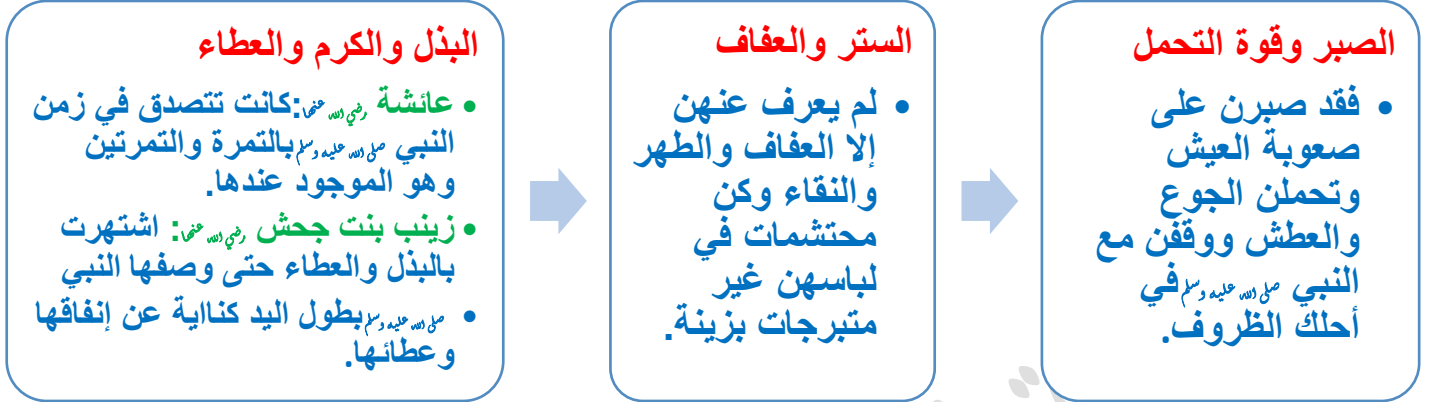 الصبر وقوة التحمل
• فقد صبرن على
صعوبة العيش
وتحملن الجوع
والعطش ووقفن مع
النبي صلى الله عليه وسلم في
أحلك الظروف.
الستر والعفاف
• لم يعرف عنهن
إلا العفاف والطهر
والنقاء وكن
محتشمات في
لباسهن غير
متبرجات بزينة.
البذل والكرم والعطاء
• عائشة رضي الله عنها:كانت تتصدق في زمن
النبي صلى الله عليه وسلم بالتمرة والتمرتين
وهو الموجود عندها.
• زينب بنت جحش رضي الله عنها: اشتهرت
بالبذل والعطاء حتى وصفها النبي
• صلى الله عليه وسلم بطول اليد كنااية عن إنفاقها
وعطائها.